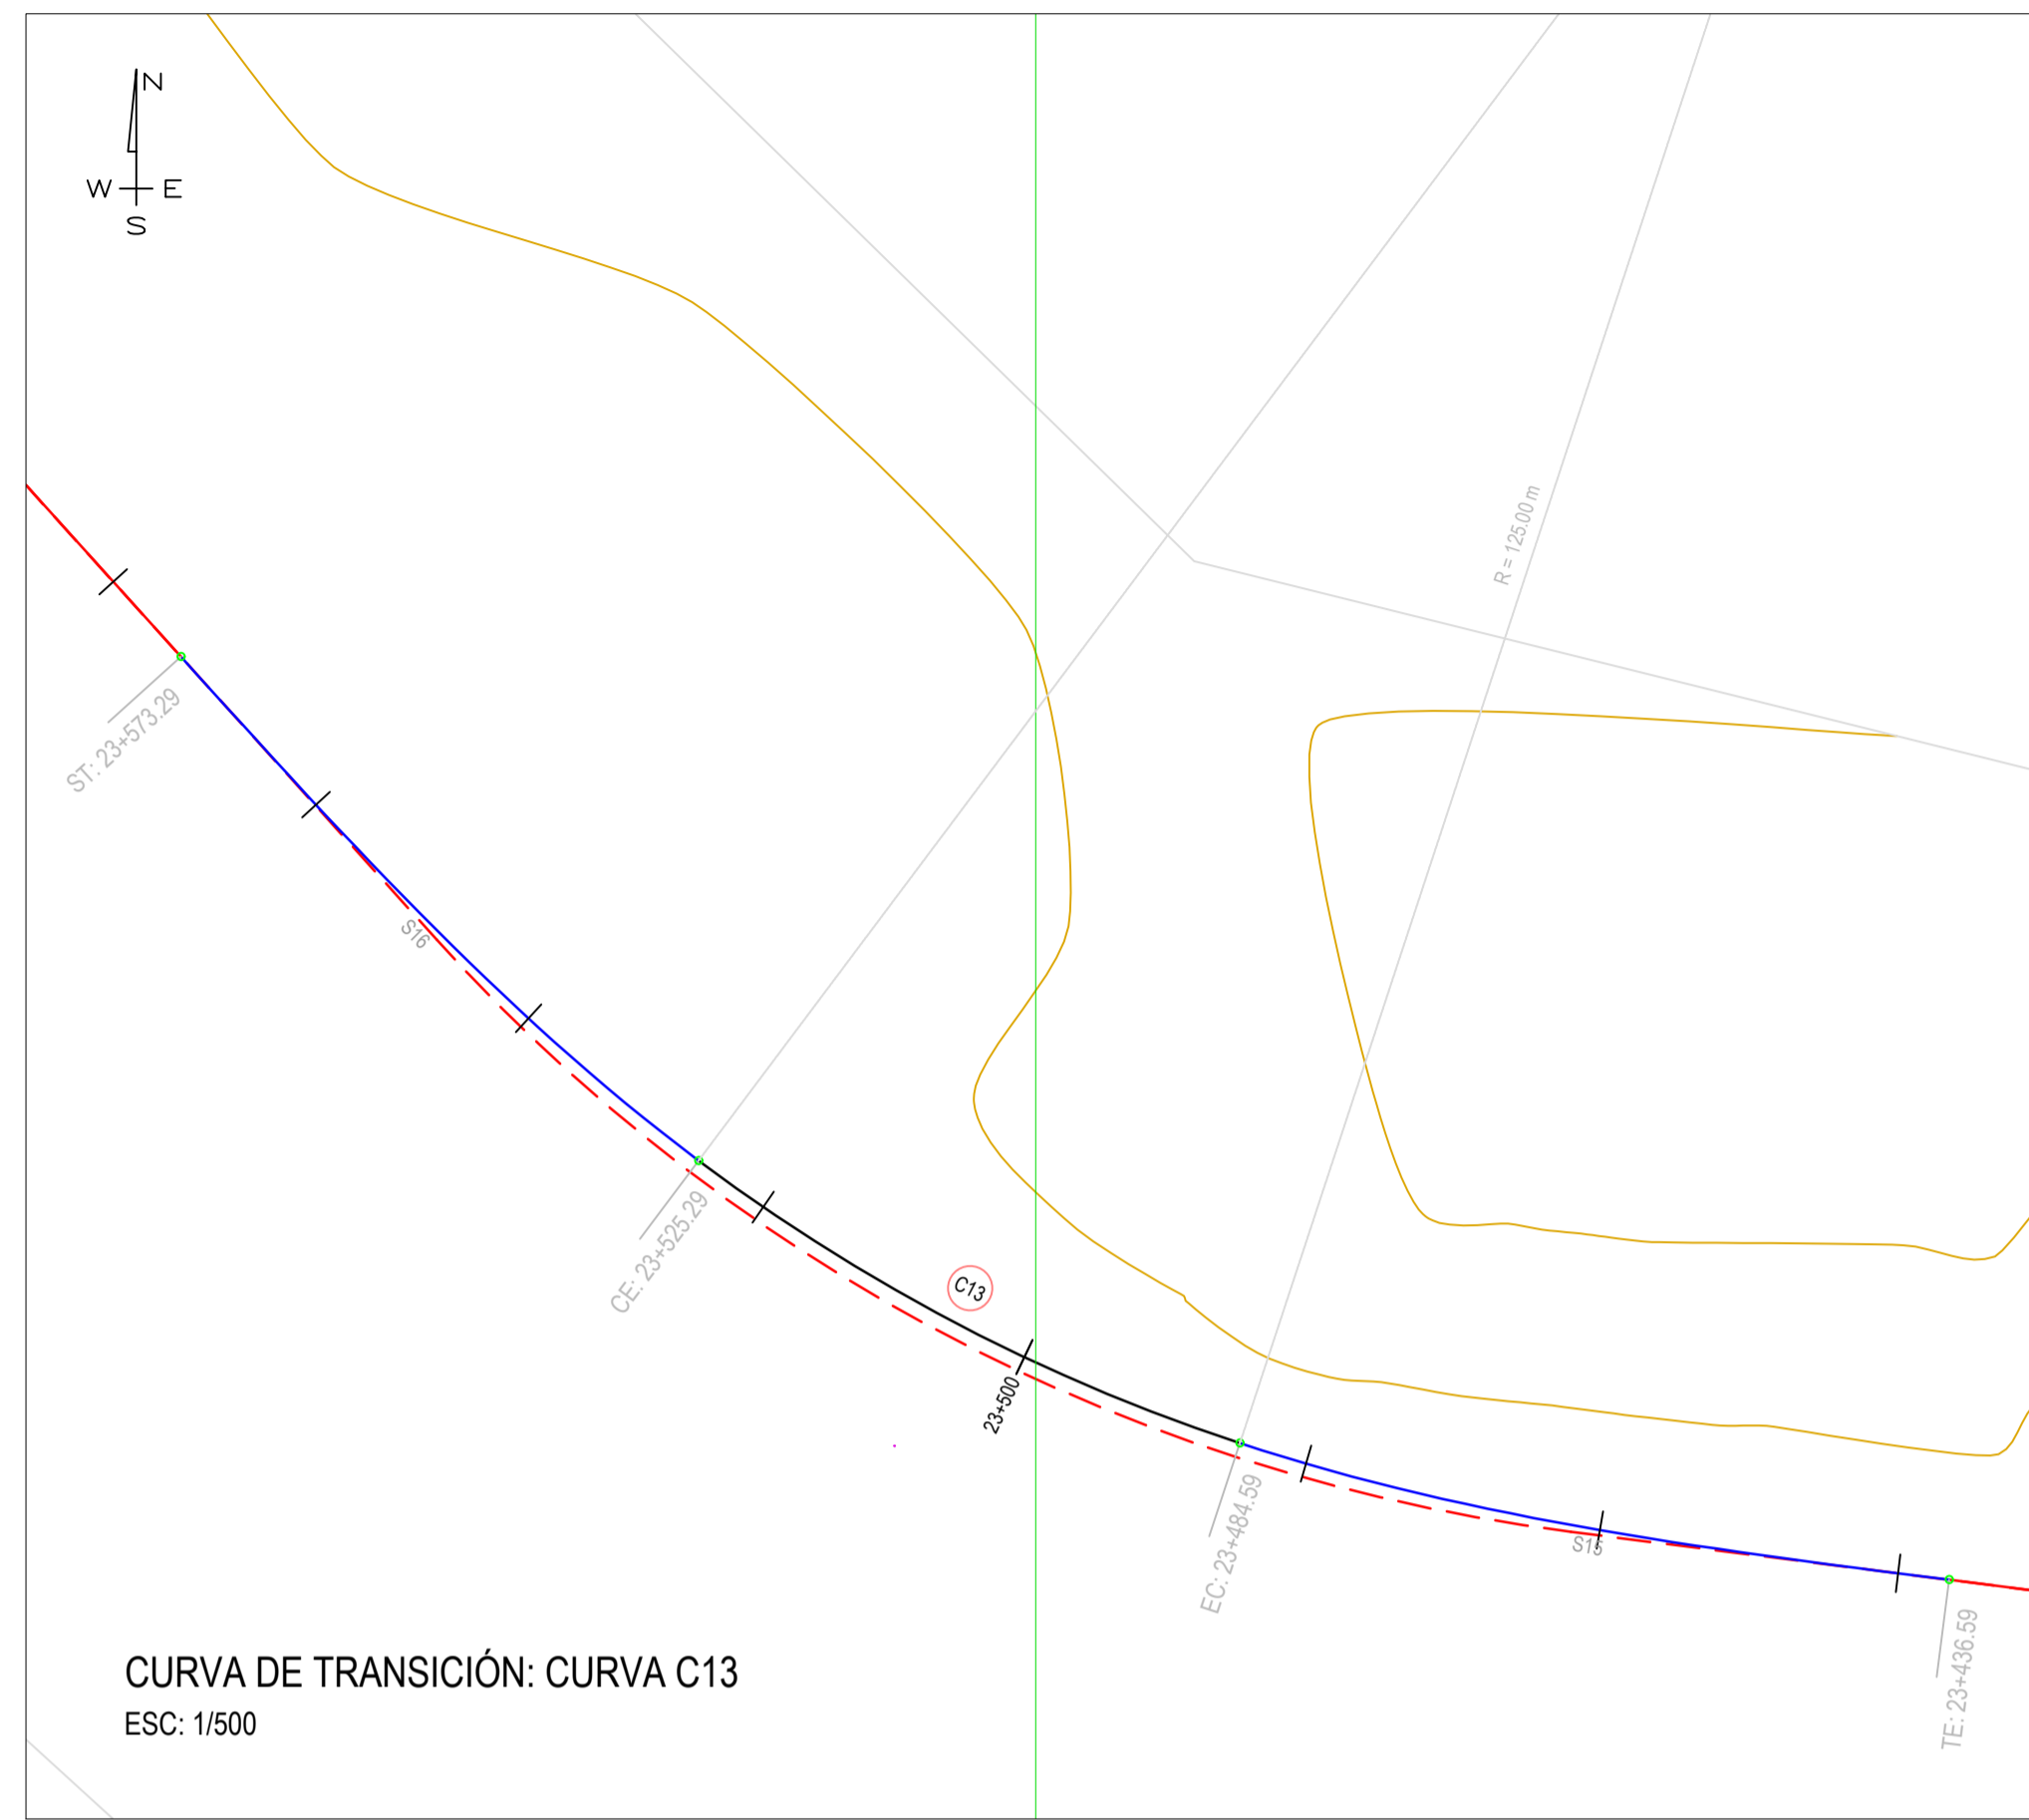 N
W E
S
R = 125.00 m
ST: 23+573.29
S16
CE: 23+525.29
C13
23+500
EC: 23+484.59
S15
TE: 23+436.59
CURVA DE TRANSICIÓN: CURVA C13
ESC: 1/500